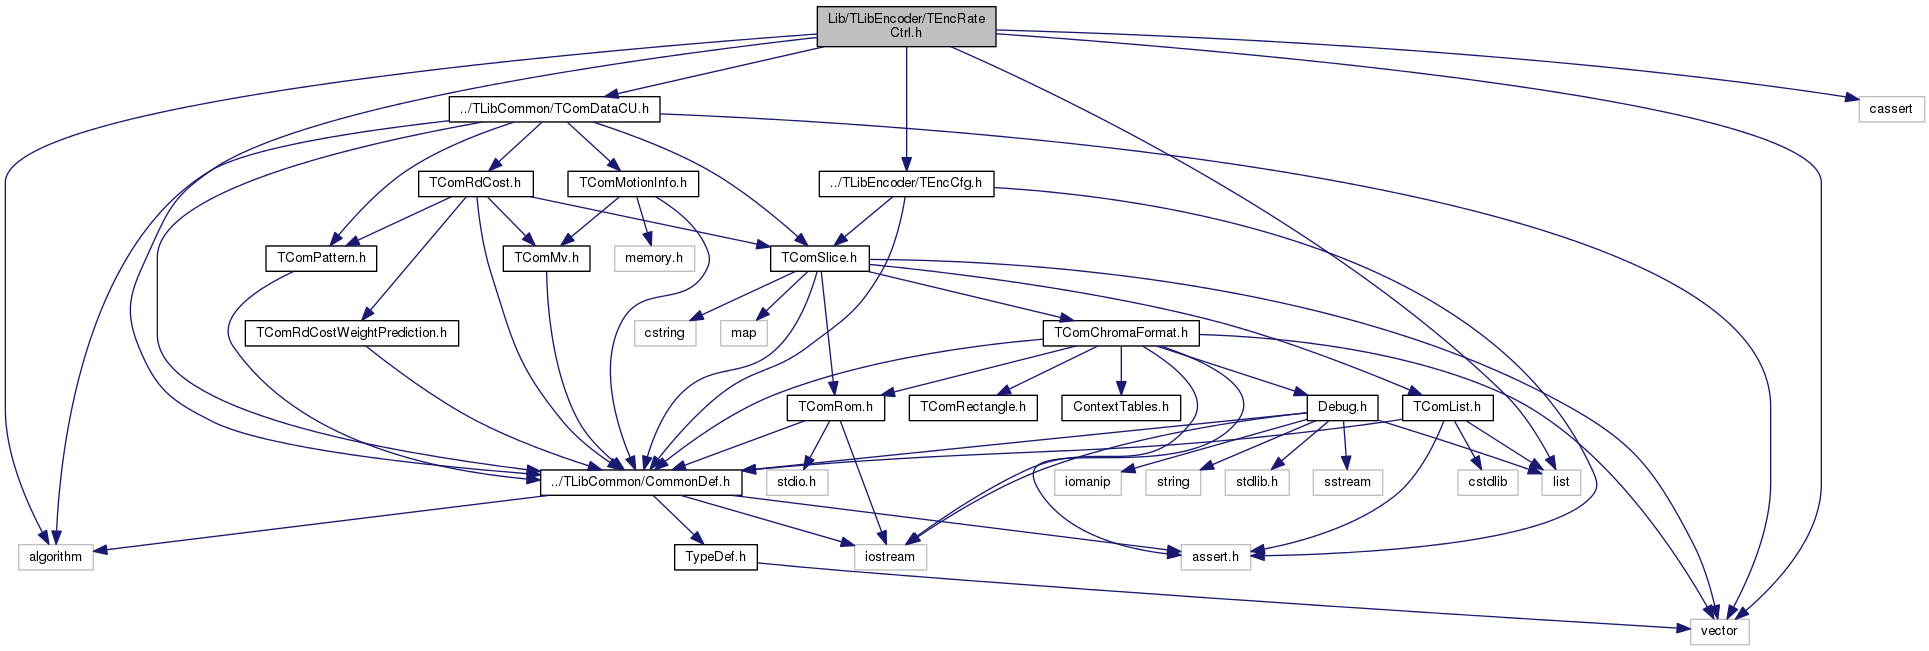 Lib/TLibEncoder/TEncRate
Ctrl.h
../TLibCommon/TComDataCU.h
cassert
TComRdCost.h
TComMotionInfo.h
../TLibEncoder/TEncCfg.h
TComPattern.h
TComMv.h
memory.h
TComSlice.h
TComRdCostWeightPrediction.h
cstring
map
TComChromaFormat.h
TComRom.h
TComRectangle.h
ContextTables.h
Debug.h
TComList.h
../TLibCommon/CommonDef.h
stdio.h
iomanip
string
stdlib.h
sstream
cstdlib
list
algorithm
TypeDef.h
iostream
assert.h
vector